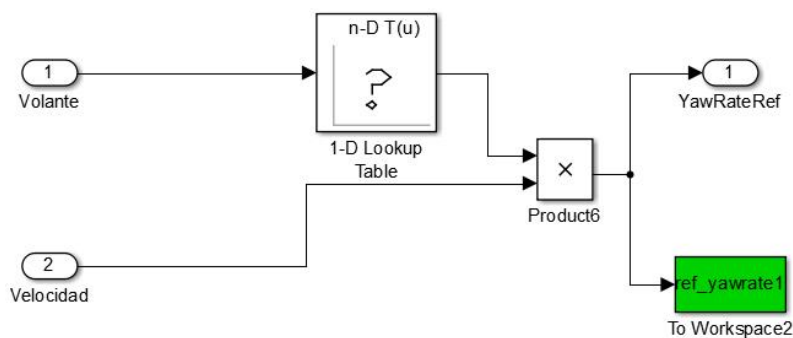 n-D T(u)
1
Volante
1-D Lookup
Table
1
YawRateRef
×
Product6
2
Velocidad
ref_yawrate1
To Workspace2